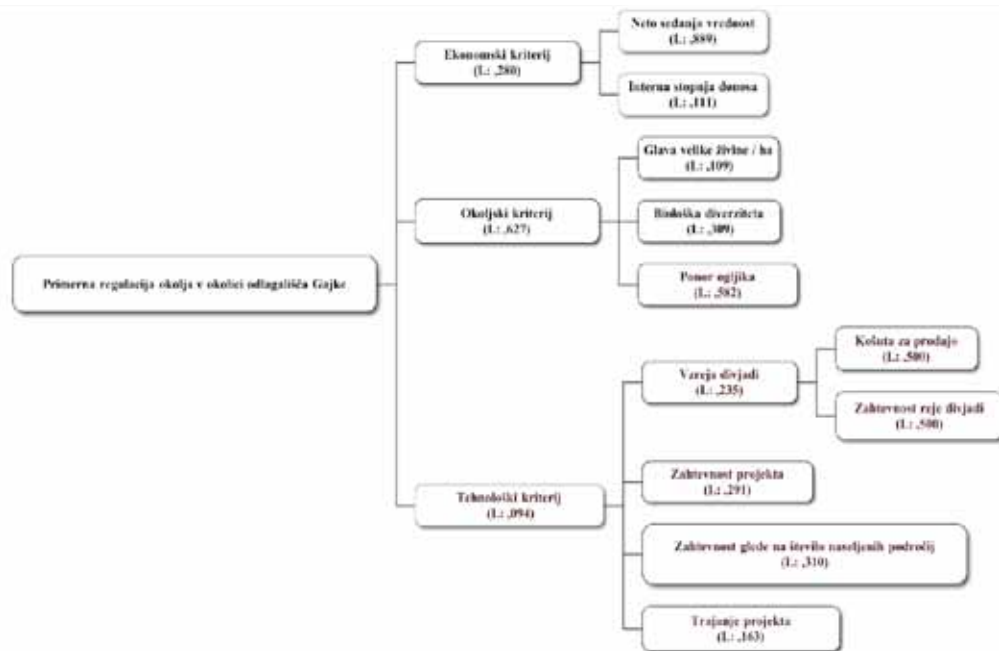 Primerna regulacija okolja v okolici odlagališča Gajke
Ekonomski kriterij
(L: ,280)
Neto sedanja vrednost
(L: ,889)
Interna stopnja donosa
(L: ,111)
Okoljski kriterij
(L: ,627)
Glava velike živine / ha
(L: ,109)
Biološka diverziteta
(L: ,309)
Ponor ogljika
(L: ,582)
Tehnološki kriterij
(L: ,094)
Vzreja divjadi
(L: ,235)
Košuta za prodajo
(L: ,500)
Zahtevnost reje divjadi
(L: ,500)
Zahtevnost projekta
(L: ,291)
Zahtevnost glede na število naseljenih področij
(L: ,310)
Trajanje projekta
(L: ,163)